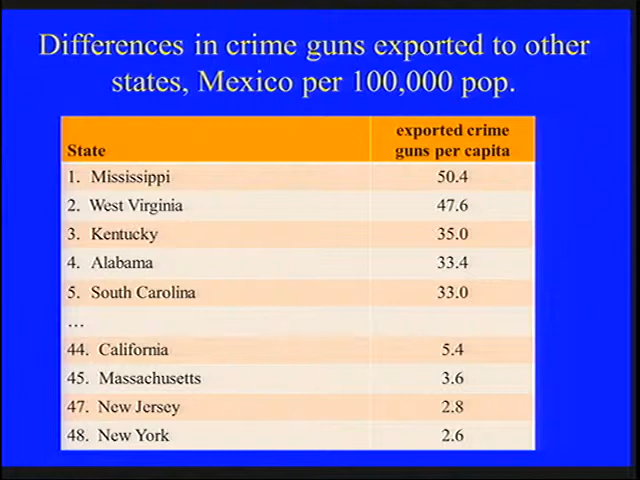 Differences in crime guns exported to other
states, Mexico per 100,000 pop.
State exported crime guns per capita
1. Mississippi 50.4
2. West Virginia 47.6
3. Kentucky 35.0
4. Alabama 33.4
5. South Carolina 33.0
…
44. California 5.4
45. Massachusetts 3.6
47. New Jersey 2.8
48. New York 2.6